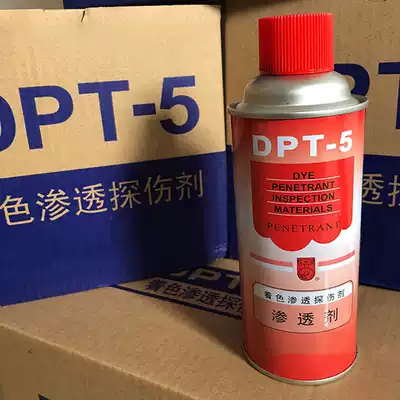 DPT-5
色渗透探伤剂
DPT-5
DYE
PENETRANT
INSPECTION
MATERIALS
PENETRANT
着色渗透探伤剂
渗透剂
DPT-
着色渗透探伤剂